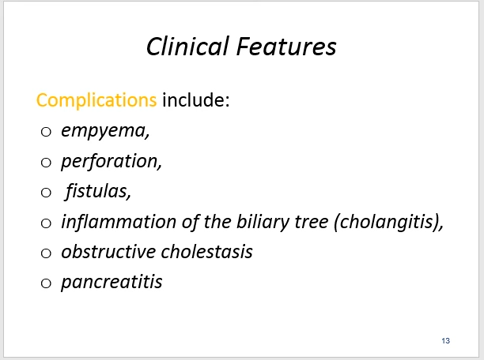 Clinical Features
Complications include:
o empyema,
o perforation,
o fistulas,
o inflammation of the biliary tree (cholangitis),
o obstructive cholestasis
o pancreatitis
13